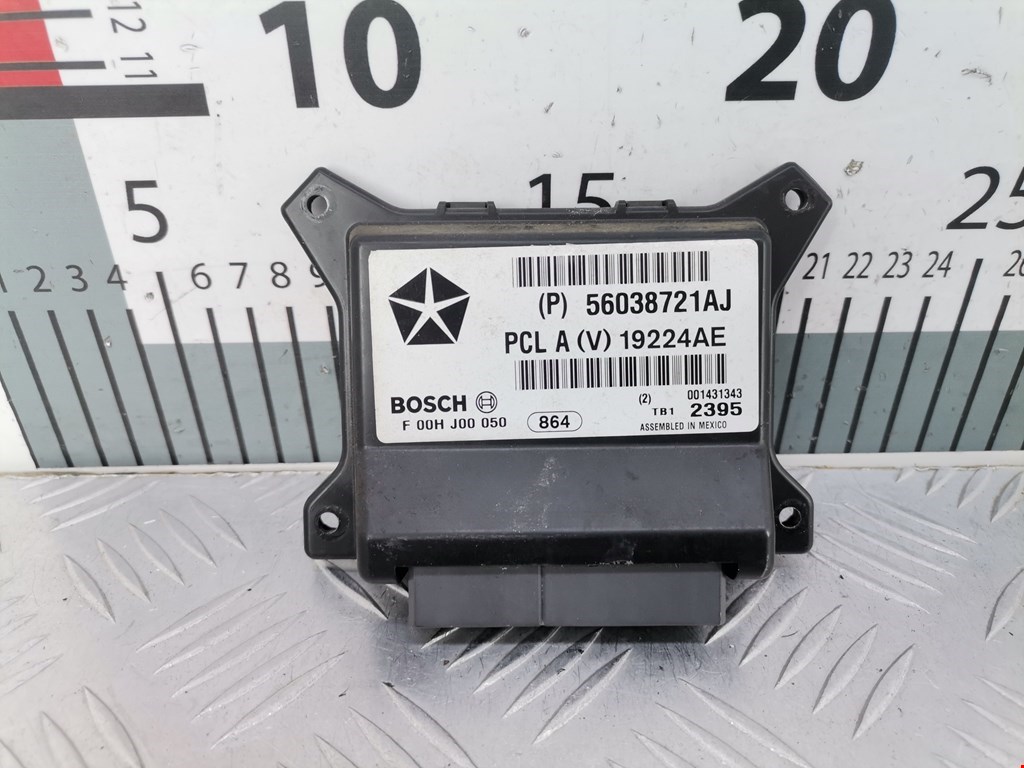 12
11
10
20
5
15
25
1 2 3 4 6 7 8 9 21 22 23 24 26
(P) 56038721AJ
PCL A (V) 19224AE
BOSCH
F 00H J00 050
864
(2) 001431343
TB1 2395
ASSEMBLED IN MEXICO